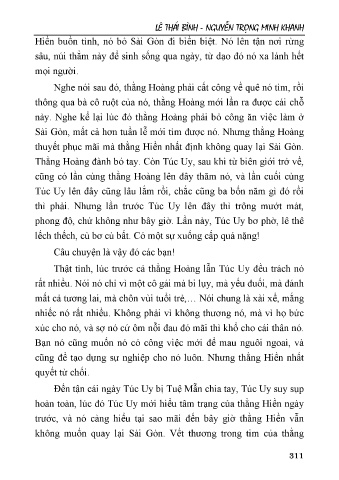 LÊ THÁI BÌNH - NGUYỄN TRỌNG MINH KHANH
Hiển buồn tình, nó bỏ Sài Gòn đi biền biệt. Nó lên tận nơi rừng
sâu, núi thẳm này để sinh sống qua ngày, từ dạo đó nó xa lánh hết
mọi người.
Nghe nói sau đó, thằng Hoàng phải cất công về quê nó tìm, rồi
thông qua bà cô ruột của nó, thằng Hoàng mới lần ra được cái chỗ
này. Nghe kể lại lúc đó thằng Hoàng phải bỏ công ăn việc làm ở
Sài Gòn, mất cả hơn tuần lễ mới tìm được nó. Nhưng thằng Hoàng
thuyết phục mãi mà thằng Hiển nhất định không quay lại Sài Gòn.
Thằng Hoàng đành bó tay. Còn Túc Uy, sau khi từ biên giới trở về,
cũng có lần cùng thằng Hoàng lên đây thăm nó, và lần cuối cùng
Túc Uy lên đây cũng lâu lắm rồi, chắc cũng ba bốn năm gì đó rồi
thì phải. Nhưng lần trước Túc Uy lên đây thì trông mướt mát,
phong độ, chứ không như bây giờ. Lần này, Túc Uy bơ phờ, lê thê
lếch thếch, cù bơ cù bất. Có một sự xuống cấp quá nặng!
Câu chuyện là vậy đó các bạn!
Thật tình, lúc trước cả thằng Hoàng lẫn Túc Uy đều trách nó
rất nhiều. Nói nó chỉ vì một cô gái mà bi lụy, mà yếu đuối, mà đánh
mất cả tương lai, mà chôn vùi tuổi trẻ,… Nói chung là xài xể, mắng
nhiếc nó rất nhiều. Không phải vì không thương nó, mà vì họ bức
xúc cho nó, và sợ nó cứ ôm nỗi đau đó mãi thì khổ cho cái thân nó.
Bạn nó cũng muốn nó có công việc mới để mau nguôi ngoai, và
cũng để tạo dựng sự nghiệp cho nó luôn. Nhưng thằng Hiển nhất
quyết từ chối.
Đến tận cái ngày Túc Uy bị Tuệ Mẫn chia tay, Túc Uy suy sụp
hoàn toàn, lúc đó Túc Uy mới hiểu tâm trạng của thằng Hiển ngày
trước, và nó càng hiểu tại sao mãi đến bây giờ thằng Hiển vẫn
không muốn quay lại Sài Gòn. Vết thương trong tim của thằng
311